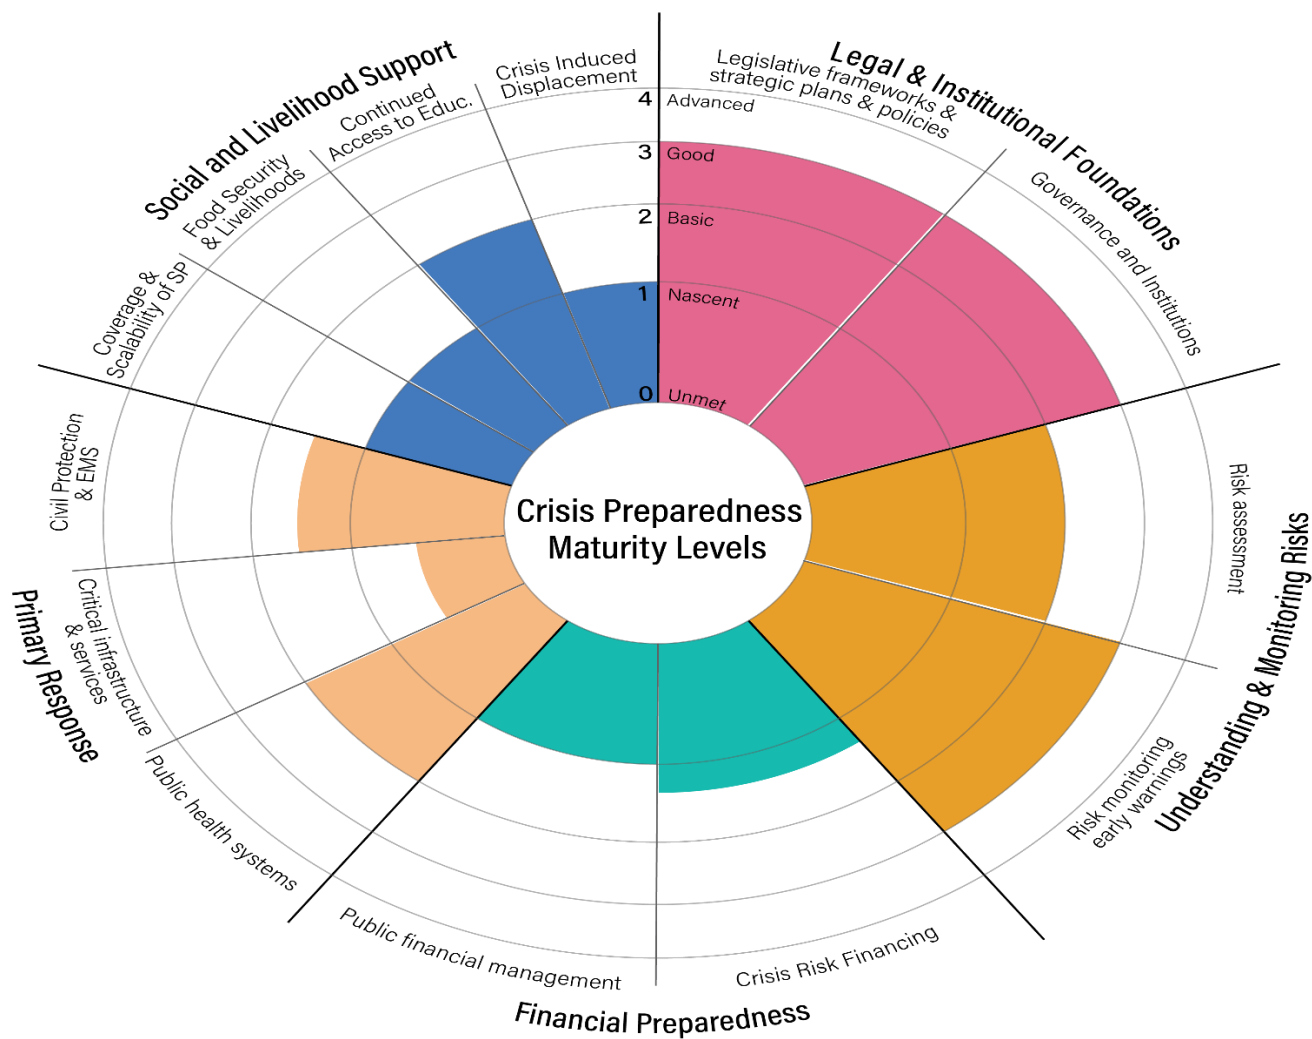 Legal & Institutional Foundations
Legislative frameworks &
strategic plans & policies
Governance and Institutions
Understanding & Monitoring Risks
Risk assessment
Risk monitoring
early warnings
Financial Preparedness
Crisis Risk Financing
Public financial management
Primary Response
Public health systems
Critical infrastructure
& services
Civil Protection
& EMS
Social and Livelihood Support
Coverage &
Scalability of SP
Food Security
& Livelihoods
Continued
Access to Educ.
Crisis Induced
Displacement
4 Advanced
3 Good
2 Basic
1 Nascent
0 Unmet
Crisis Preparedness
Maturity Levels